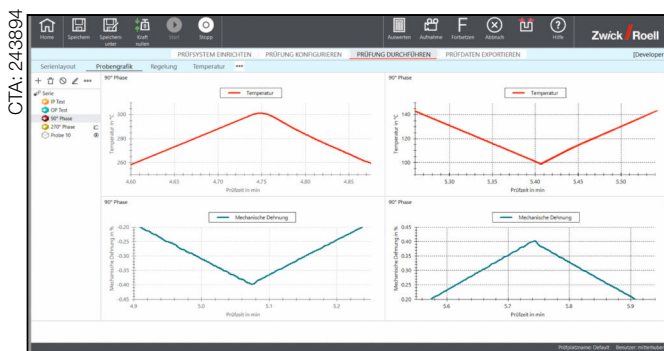 CTA: 243894
Home Speichern Speichern unter Kraft nullen Start Stopp Auswerten Aufnahme Fortsetzen Abbruch Hilfe Zwick Roell
PRÜFSYSTEM EINRICHTEN PRÜFUNG KONFIGURIEREN PRÜFUNG DURCHFÜHREN PRÜFDATEN EXPORTIEREN [Developer
Serienlayout Probengrafik Regelung Temperatur •••
Serie
IP Test
OP Test
90° Phase
270° Phase
Probe 10
90° Phase
Temperatur
Temperatur in °C
300
280
260
4.60 4.65 4.70 4.75 4.80 4.85
Prüfzeit in min
90° Phase
Temperatur
Temperatur in °C
140
120
100
5.30 5.35 5.40 5.45 5.50
Prüfzeit in min
90° Phase
Mechanische Dehnung
Mechanische Dehnung in %
-0.20
-0.25
-0.30
-0.35
-0.40
-0.45
4.9 5.0 5.1 5.2
Prüfzeit in min
90° Phase
Mechanische Dehnung
Mechanische Dehnung in %
0.45
0.40
0.35
0.30
0.25
0.20
5.6 5.7 5.8 5.9
Prüfzeit in min
Prüfplatzname: Default Benutzer: